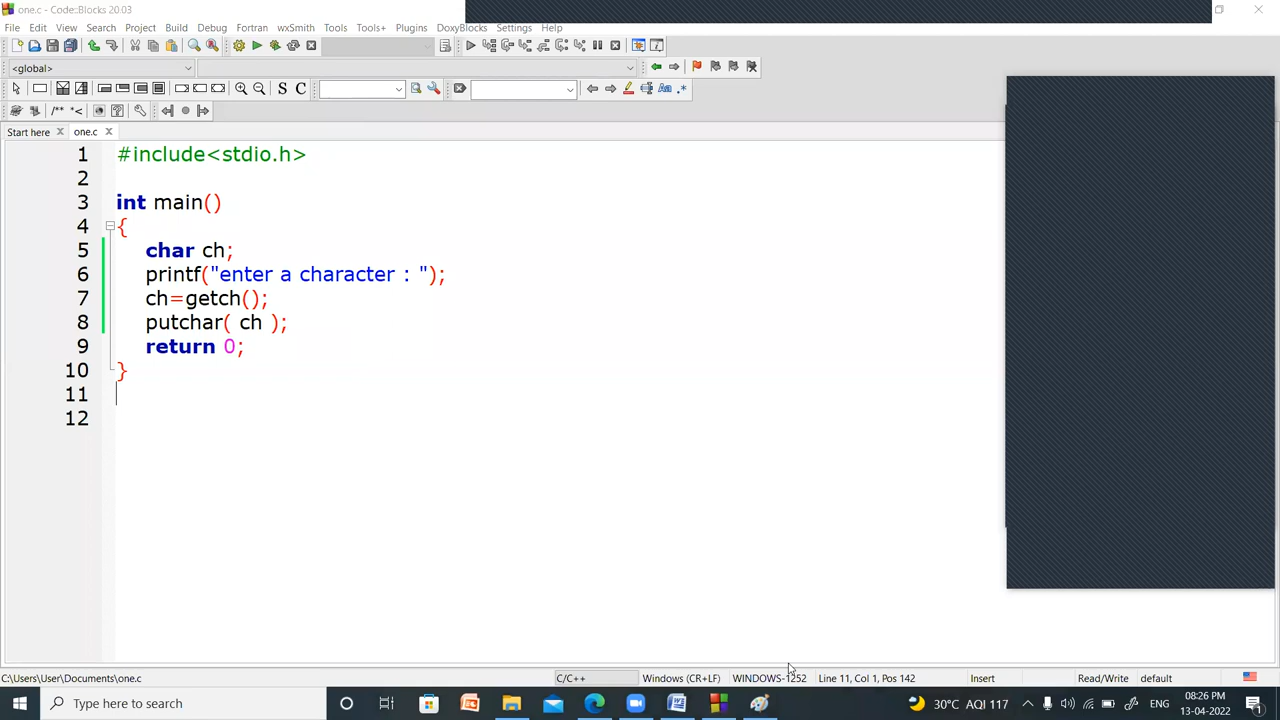 one.c - Code::Blocks 20.03
File Edit View Search Project Build Debug Fortran wxSmith Tools Tools+ Plugins DoxyBlocks Settings Help
<global>
S C
Aa .*
/** *<
Start here one.c
1 #include<stdio.h>
2
3 int main()
4 {
5 char ch;
6 printf("enter a character : ");
7 ch=getch();
8 putchar( ch );
9 return 0;
10 }
11
12
C:\Users\User\Documents\one.c C/C++ Windows (CR+LF) WINDOWS-1252 Line 11, Col 1, Pos 142 Insert Read/Write default
Type here to search 30°C AQI 117 ENG 08:26 PM
13-04-2022 1